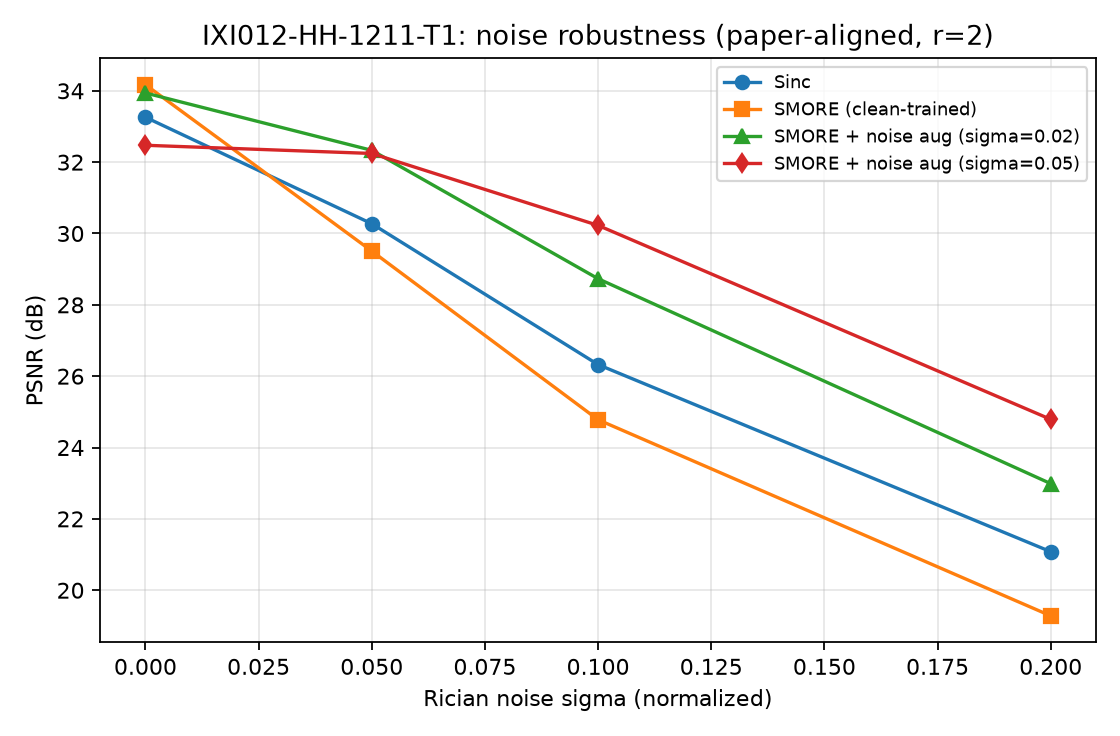 IXI012-HH-1211-T1: noise robustness (paper-aligned, r=2)
Sinc
SMORE (clean-trained)
SMORE + noise aug (sigma=0.02)
SMORE + noise aug (sigma=0.05)
PSNR (dB)
34
32
30
28
26
24
22
20
0.000 0.025 0.050 0.075 0.100 0.125 0.150 0.175 0.200
Rician noise sigma (normalized)